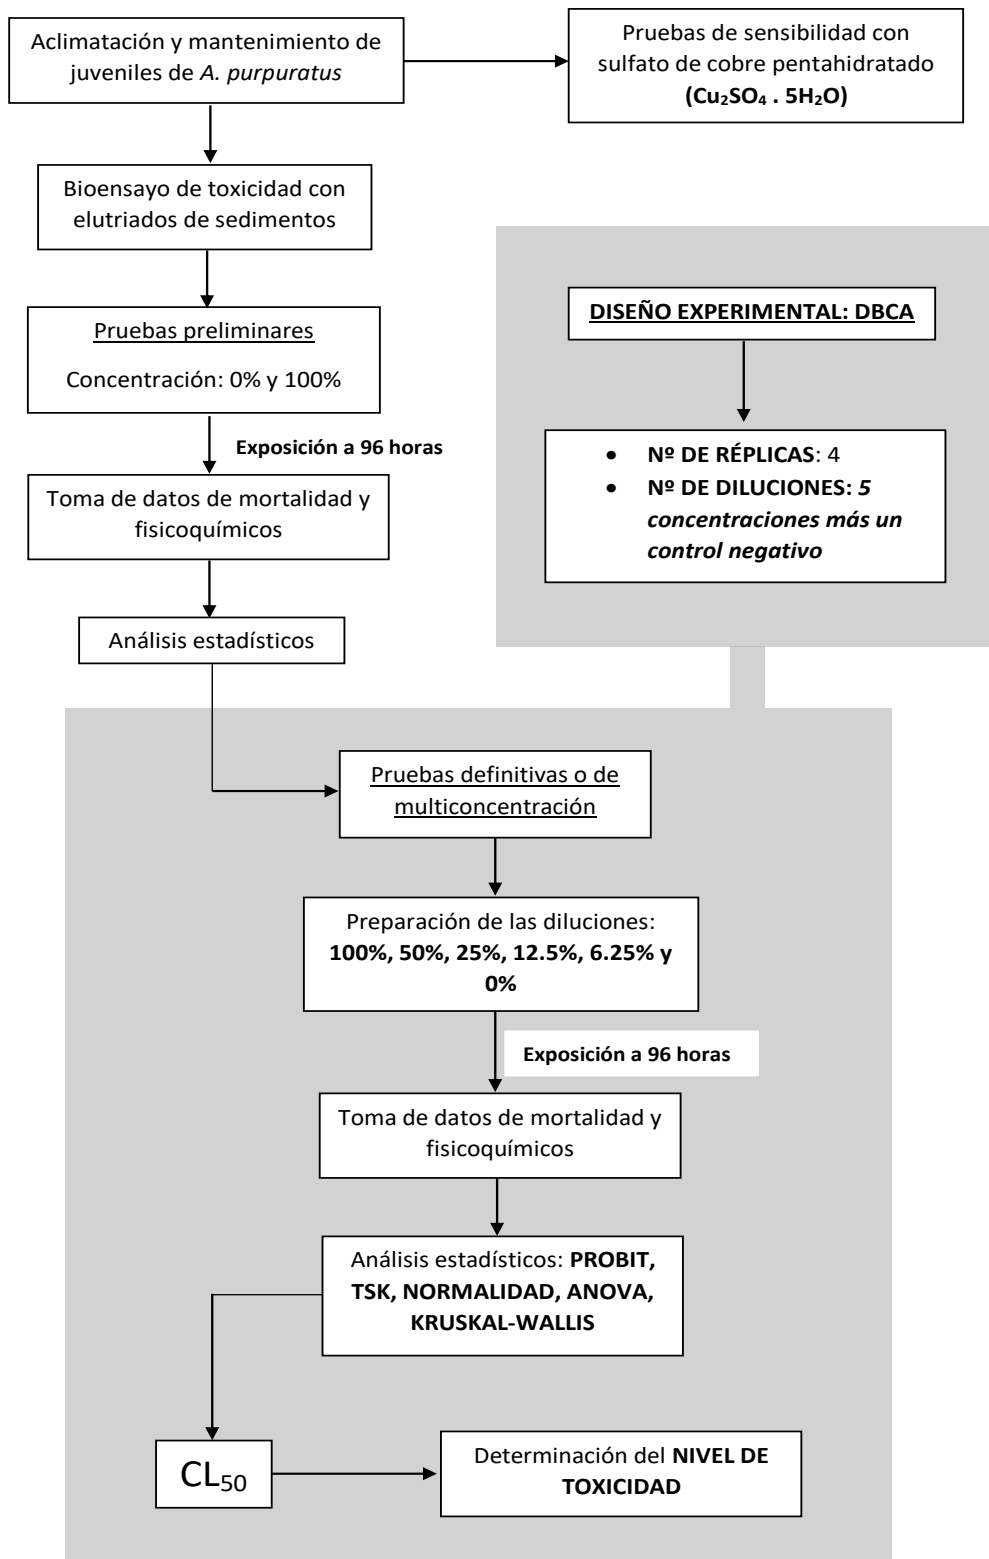 Aclimatación y mantenimiento de
juveniles de A. purpuratus
Pruebas de sensibilidad con
sulfato de cobre pentahidratado
(Cu₂SO₄ . 5H₂O)
Bioensayo de toxicidad con
elutriados de sedimentos
Pruebas preliminares
Concentración: 0% y 100%
Exposición a 96 horas
Toma de datos de mortalidad y
fisicoquímicos
Análisis estadísticos
DISEÑO EXPERIMENTAL: DBCA
• Nº DE RÉPLICAS: 4
• Nº DE DILUCIONES: 5
concentraciones más un
control negativo
Pruebas definitivas o de
multiconcentración
Preparación de las diluciones:
100%, 50%, 25%, 12.5%, 6.25% y
0%
Exposición a 96 horas
Toma de datos de mortalidad y
fisicoquímicos
Análisis estadísticos: PROBIT,
TSK, NORMALIDAD, ANOVA,
KRUSKAL-WALLIS
CL₅₀
Determinación del NIVEL DE
TOXICIDAD